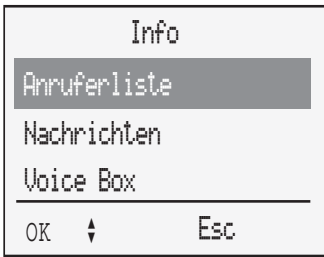 Info
Anruferliste
Nachrichten
Voice Box
OK Esc